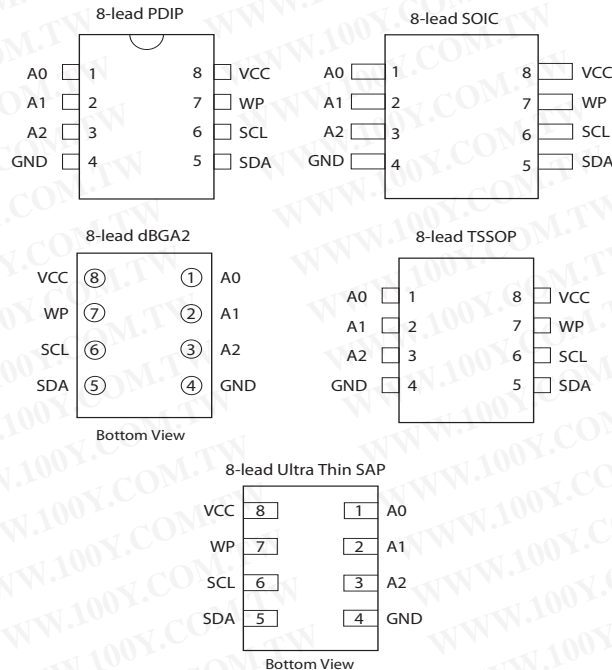 8-lead PDIP
A0 1 8 VCC
A1 2 7 WP
A2 3 6 SCL
GND 4 5 SDA
8-lead SOIC
A0 1 8 VCC
A1 2 7 WP
A2 3 6 SCL
GND 4 5 SDA
8-lead dBGA2
VCC 8 1 A0
WP 7 2 A1
SCL 6 3 A2
SDA 5 4 GND
Bottom View
8-lead TSSOP
A0 1 8 VCC
A1 2 7 WP
A2 3 6 SCL
GND 4 5 SDA
8-lead Ultra Thin SAP
VCC 8 1 A0
WP 7 2 A1
SCL 6 3 A2
SDA 5 4 GND
Bottom View
WWW.100Y.COM.TW